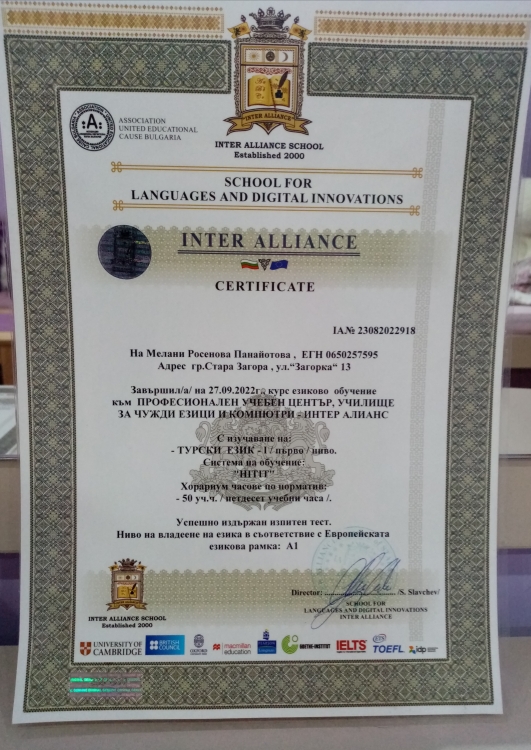 INTER ALLIANCE
INTER ALLIANCE SCHOOL
Established 2000
ASSOCIATION
UNITED EDUCATIONAL
CAUSE BULGARIA
SCHOOL FOR
LANGUAGES AND DIGITAL INNOVATIONS
INTER ALLIANCE
CERTIFICATE
IA№ 23082022918
На Мелани Росенова Панайотова , ЕГН 0650257595
Адрес гр.Стара Загора , ул."Загорка" 13
Завършил/а/ на 27.09.2022г., курс езиково обучение
към ПРОФЕСИОНАЛЕН УЧЕБЕН ЦЕНТЪР, УЧИЛИЩЕ
ЗА ЧУЖДИ ЕЗИЦИ И КОМПЮТРИ - ИНТЕР АЛИАНС
С изучаване на:
- ТУРСКИ ЕЗИК - I / първо / ниво.
Система на обучение:
"HITIT"
Хорариум часове по норматив:
- 50 уч.ч. / петдесет учебни часа /.
Успешно издържан изпитен тест.
Ниво на владеене на езика в съответствие с Европейската
езикова рамка: A1
Director: ........................./S. Slavchev/
SCHOOL FOR
LANGUAGES AND DIGITAL INNOVATIONS
INTER ALLIANCE
INTER ALLIANCE SCHOOL
Established 2000
UNIVERSITY OF CAMBRIDGE
BRITISH COUNCIL
macmillan education
GOETHE-INSTITUT
IELTS
TOEFL
idp